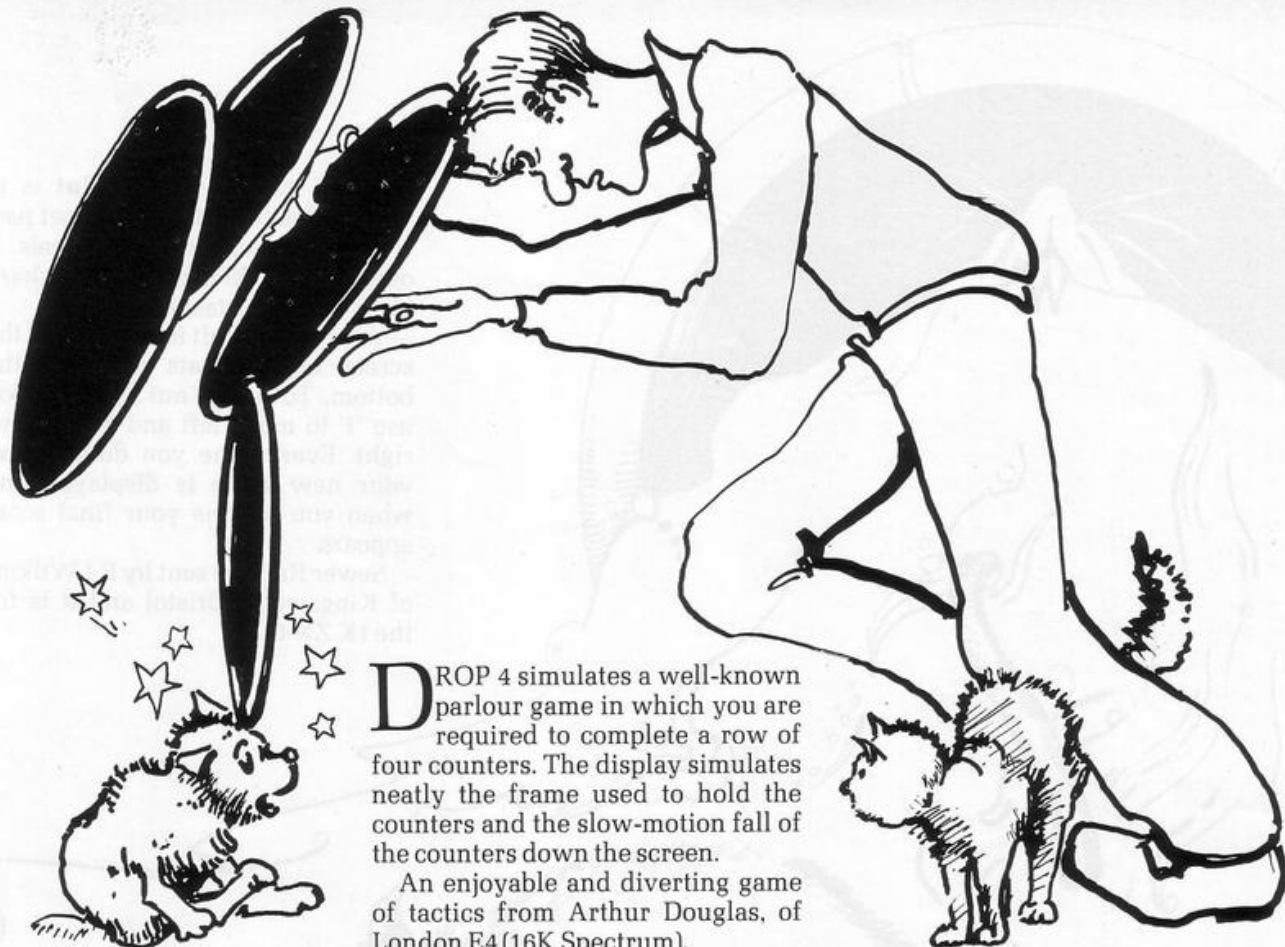 DROP 4 simulates a well-known
parlour game in which you are
required to complete a row of
four counters. The display simulates
neatly the frame used to hold the
counters and the slow-motion fall of
the counters down the screen.
An enjoyable and diverting game
of tactics from Arthur Douglas, of
London E4 (16K Spectrum).